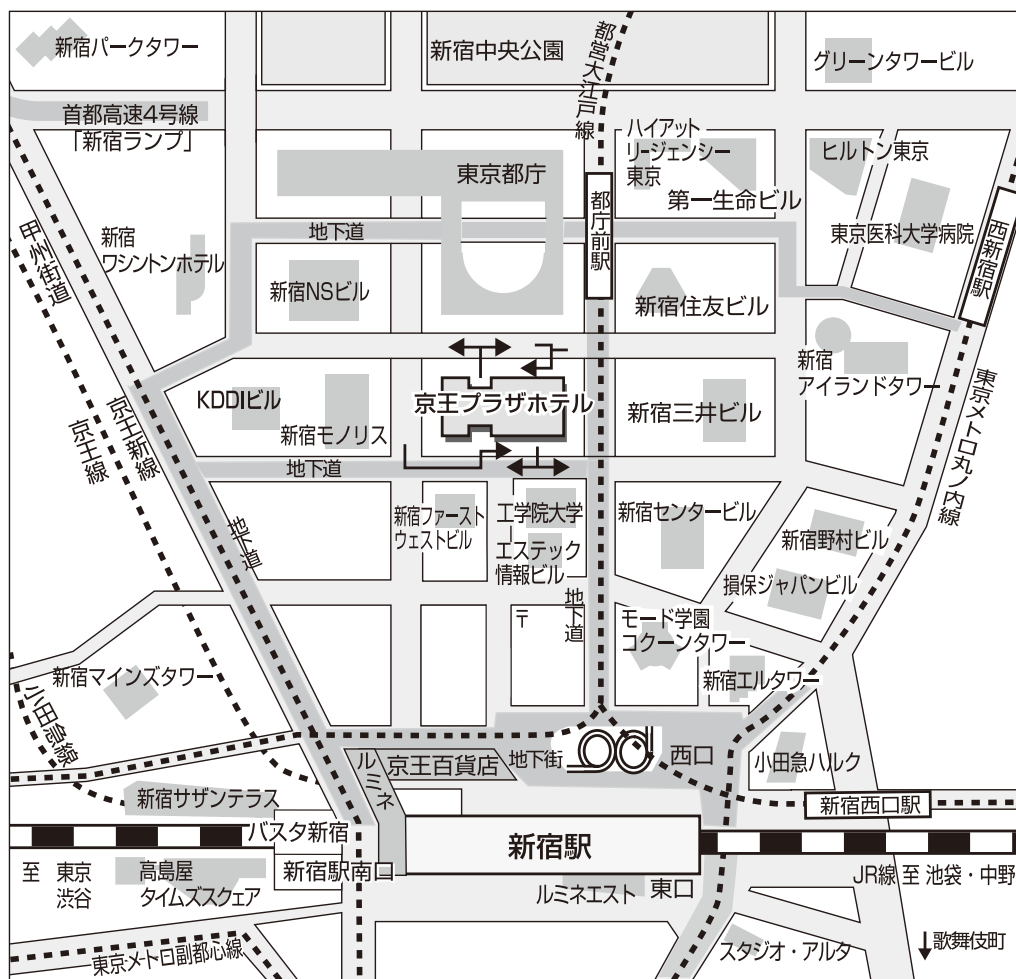 新宿パークタワー
新宿中央公園
都営大江戸線
グリーンタワービル
首都高速4号線
「新宿ランプ」
ハイアット
リージェンシー
東京
ヒルトン東京
東京都庁
第一生命ビル
都庁前駅
東京医科大学病院
西新宿駅
甲州街道
新宿
ワシントンホテル
地下道
新宿NSビル
新宿住友ビル
新宿
アイランドタワー
KDDIビル
京王プラザホテル
新宿三井ビル
京王新線
京王線
新宿モノリス
地下道
東京メトロ丸ノ内線
地下道
新宿ファースト
ウェストビル
工学院大学
エステック
情報ビル
新宿センタービル
新宿野村ビル
損保ジャパンビル
地下道
〒
モード学園
コクーンタワー
新宿マインズタワー
新宿エルタワー
小田急線
ルミネ
京王百貨店
地下街
西口
小田急ハルク
新宿サザンテラス
新宿西口駅
バスタ新宿
新宿駅
至 東京
渋谷
高島屋
タイムズスクェア
新宿駅南口
ルミネエスト
東口
JR線 至 池袋・中野
東京メトロ副都心線
スタジオ・アルタ
歌舞伎町